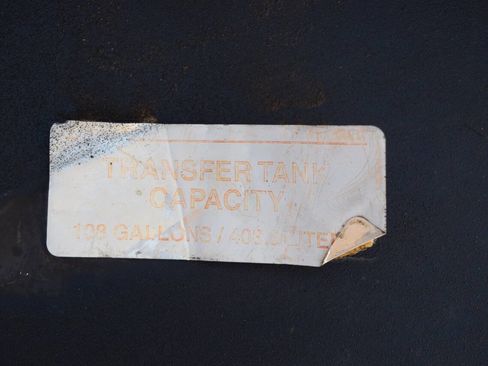 TRANSFER TANK
CAPACITY
108 GALLONS / 408.